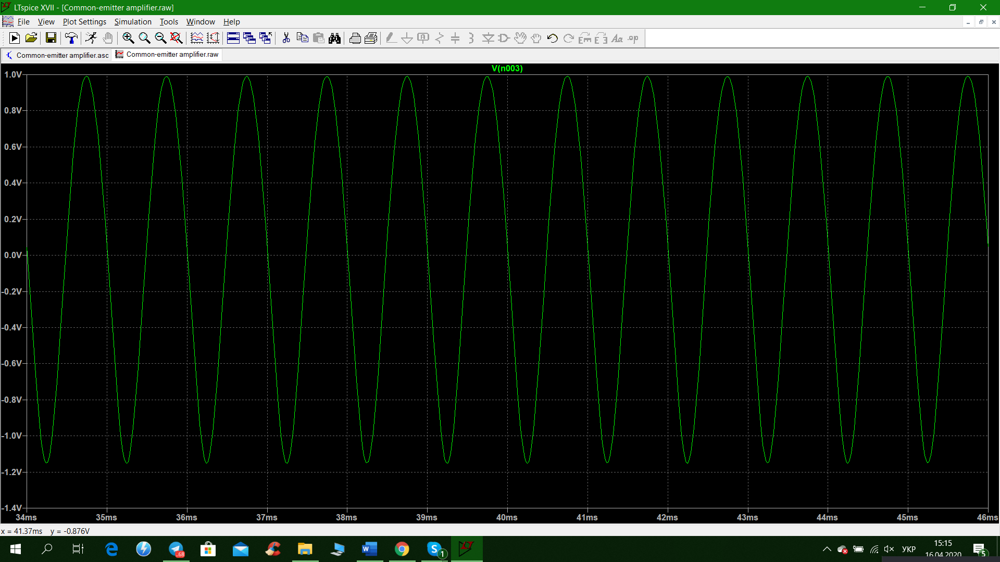 LTspice XVII - [Common-emitter amplifier.raw]
File View Plot Settings Simulation Tools Window Help
Aa .op
Common-emitter amplifier.asc Common-emitter amplifier.raw
V(n003)
1.0V
0.8V
0.6V
0.4V
0.2V
0.0V
-0.2V
-0.4V
-0.6V
-0.8V
-1.0V
-1.2V
-1.4V
34ms 35ms 36ms 37ms 38ms 39ms 40ms 41ms 42ms 43ms 44ms 45ms 46ms
x = 41.37ms y = -0.876V
..68
1
УКР
15:15
16.04.2020
5